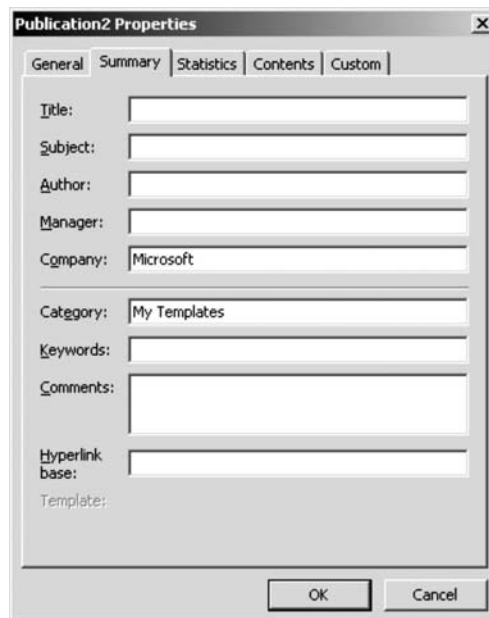 Publication2 Properties
General Summary Statistics Contents Custom
Title:
Subject:
Author:
Manager:
Company: Microsoft
Category: My Templates
Keywords:
Comments:
Hyperlink
base:
Template:
OK Cancel